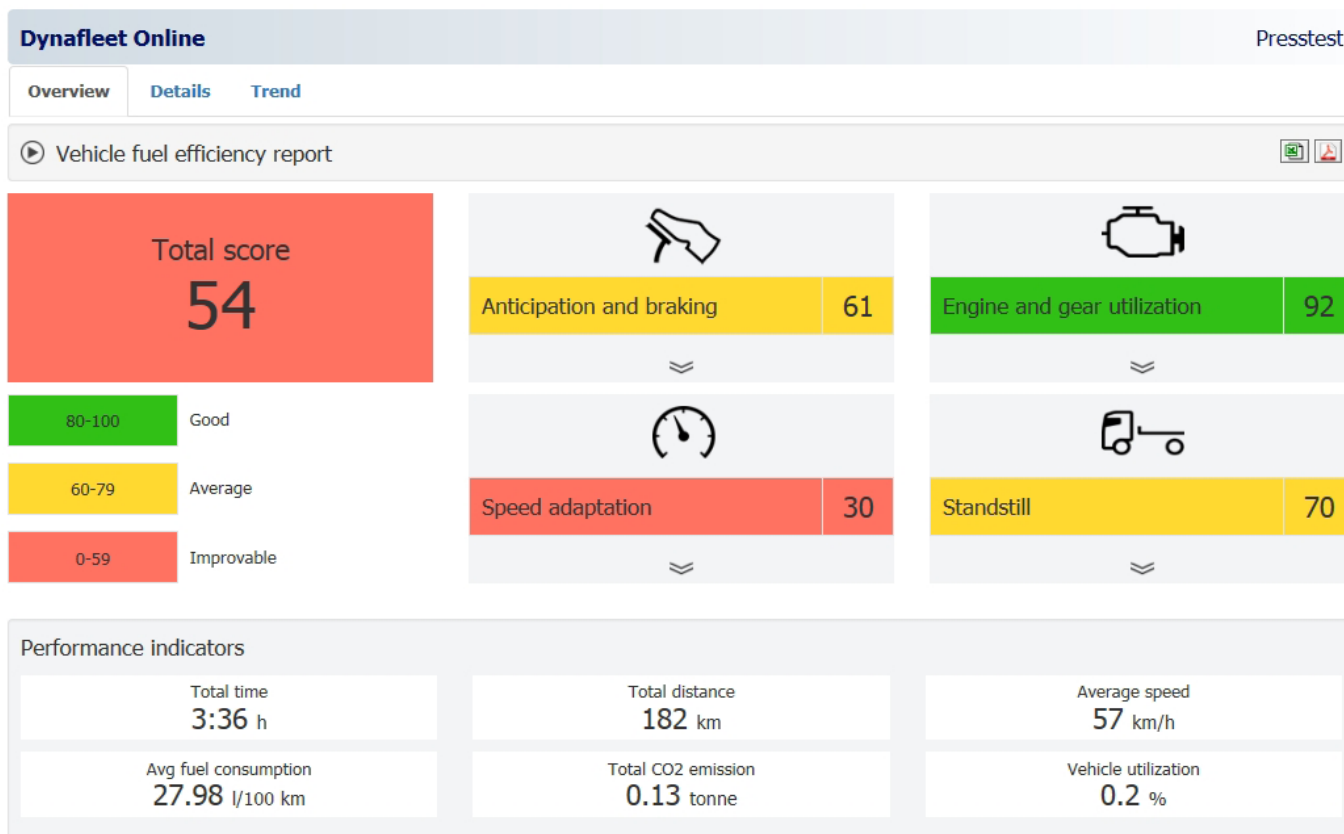 Dynafleet Online
Presstest
Overview Details Trend
Vehicle fuel efficiency report
Total score
54
80-100 Good
60-79 Average
0-59 Improvable
Anticipation and braking 61
Engine and gear utilization 92
Speed adaptation 30
Standstill 70
Performance indicators
Total time
3:36 h
Total distance
182 km
Average speed
57 km/h
Avg fuel consumption
27.98 l/100 km
Total CO2 emission
0.13 tonne
Vehicle utilization
0.2 %